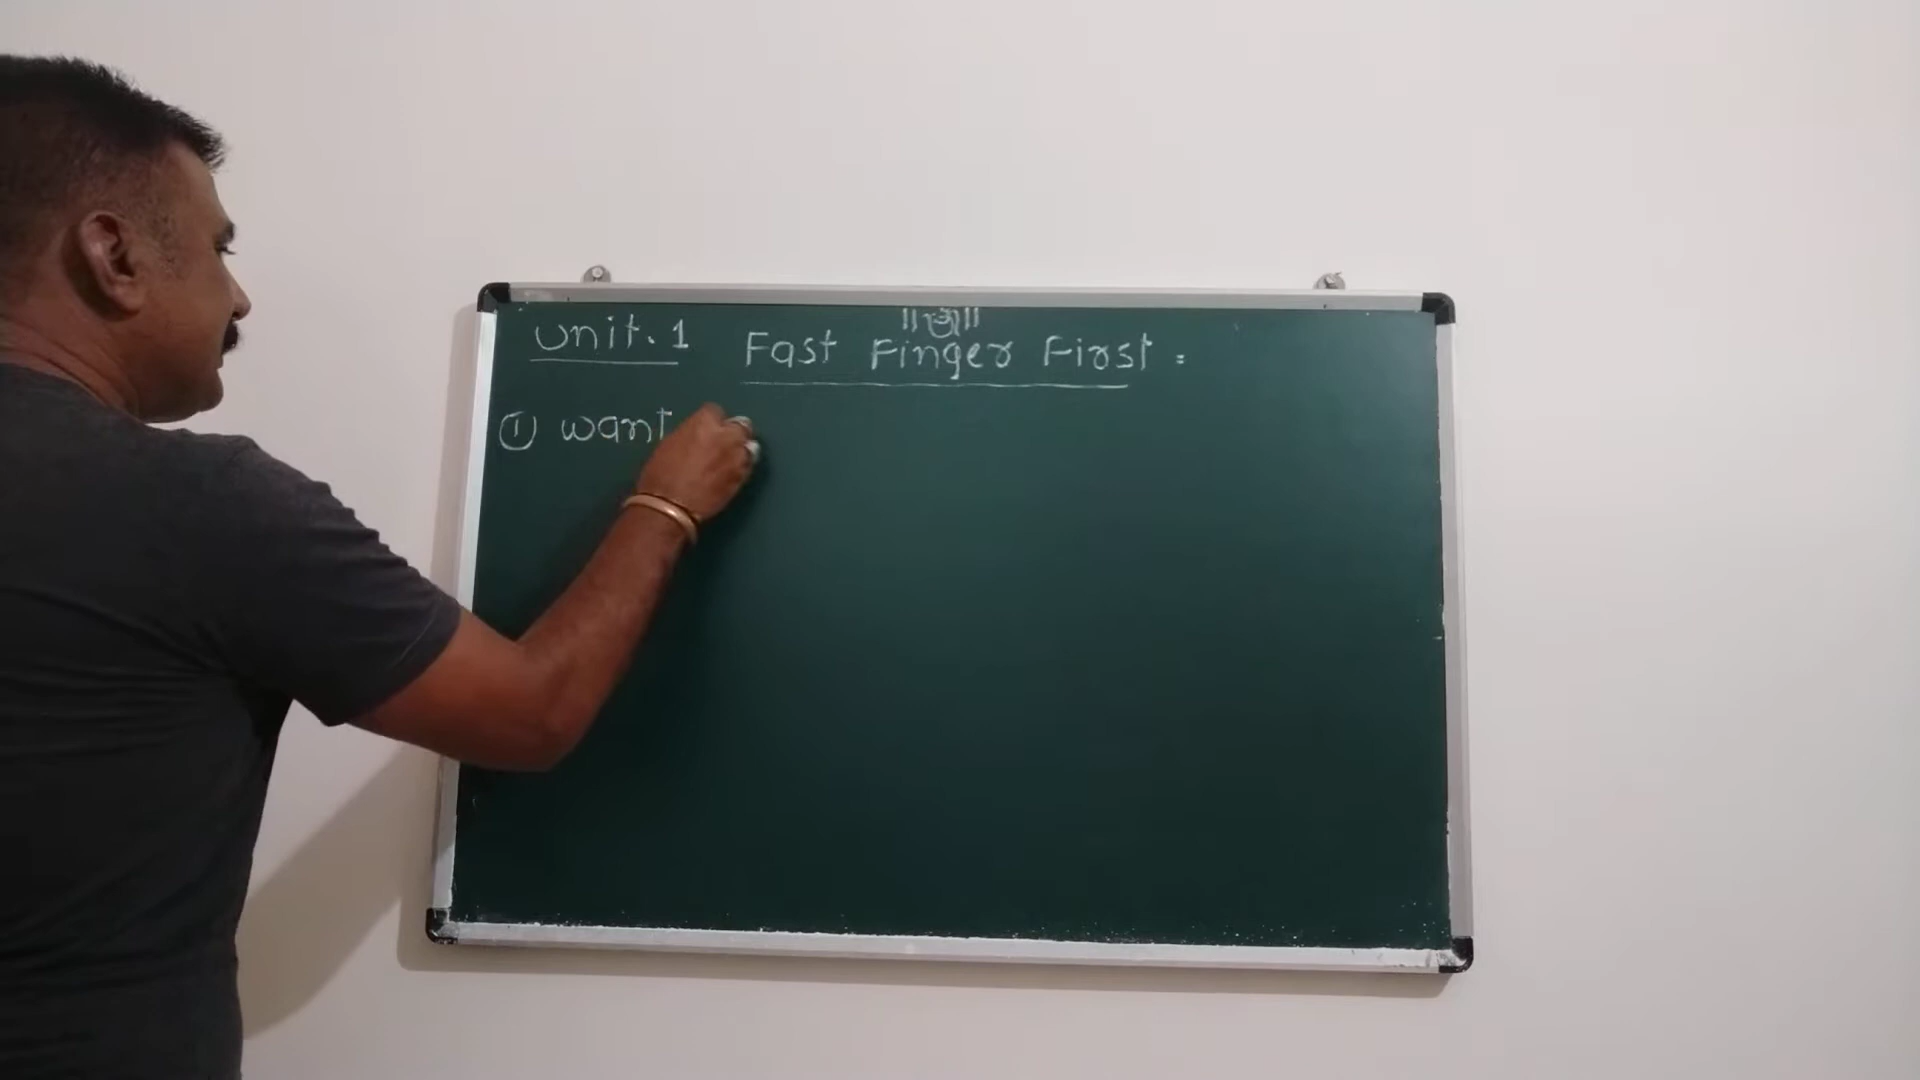 Unit. 1 Fast Finger First :
① want